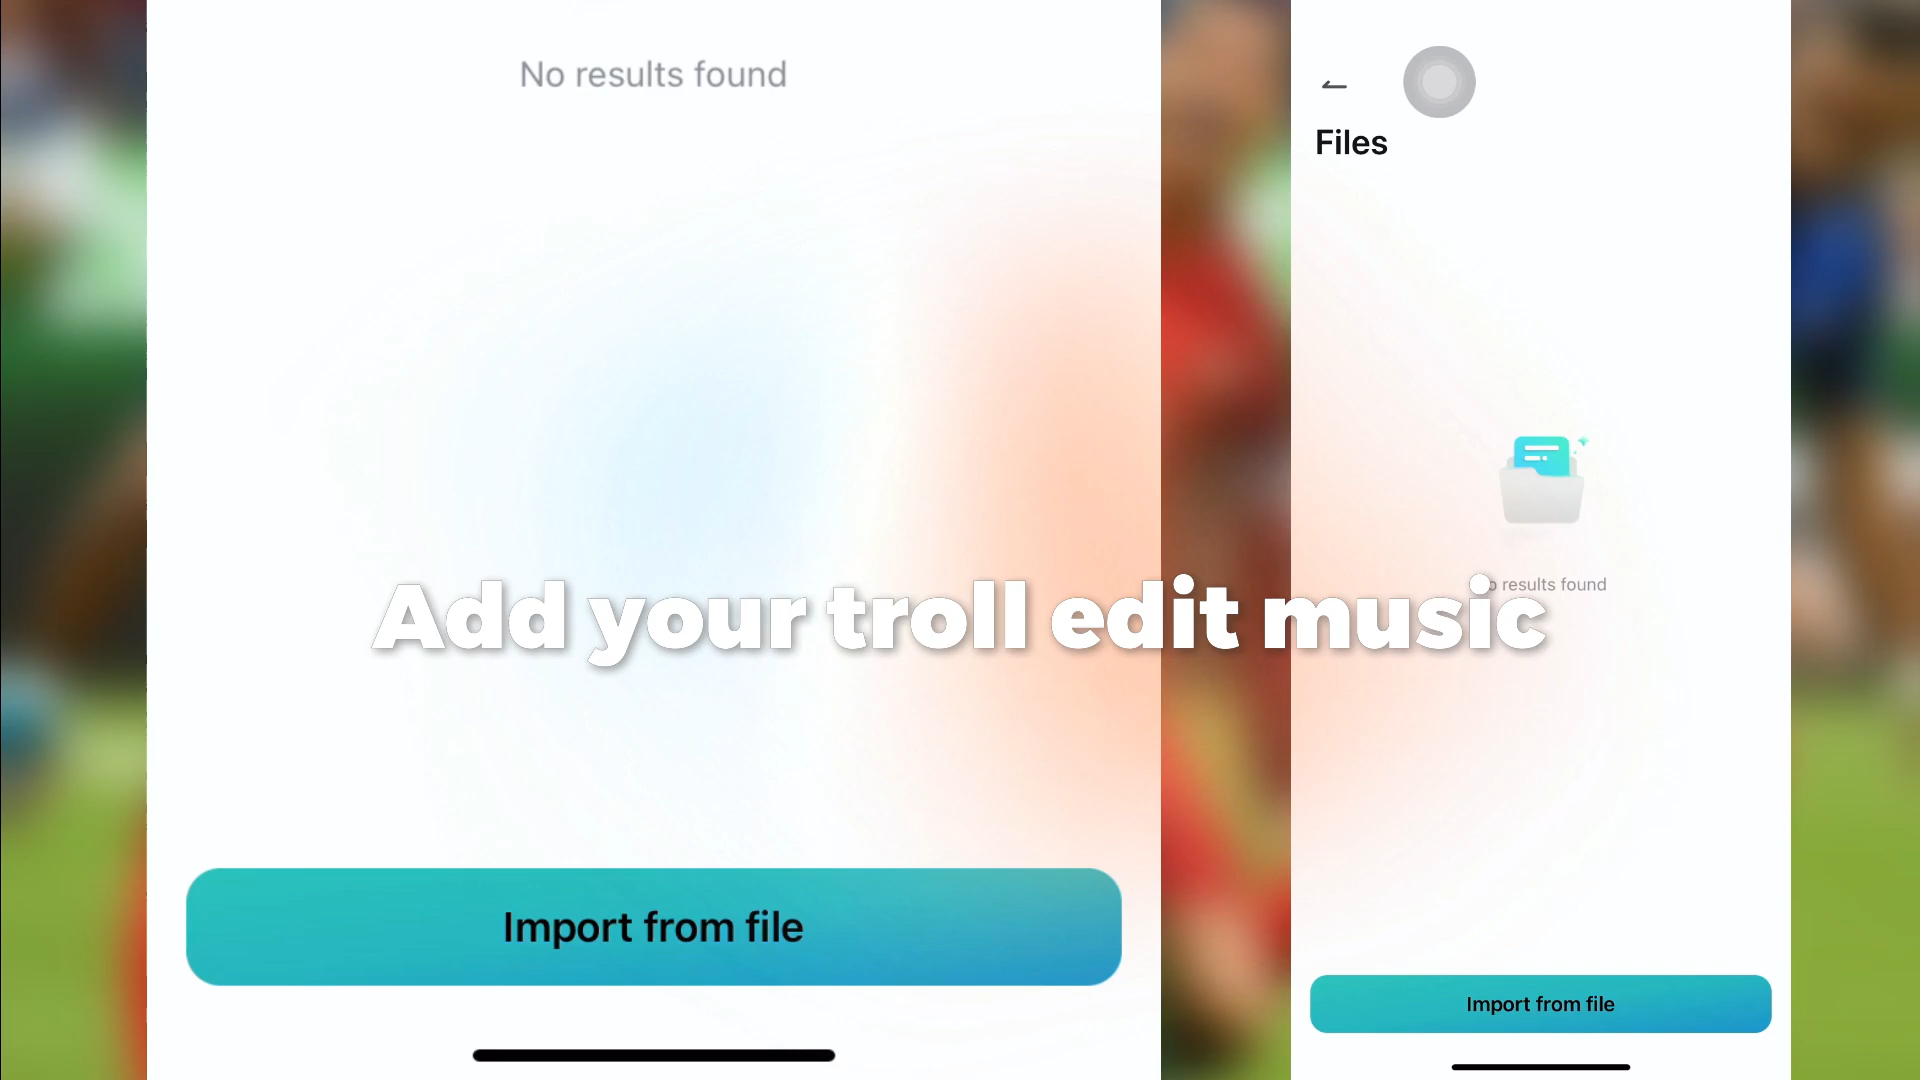 No results found
Files
results found
Add your troll edit music
Import from file
Import from file